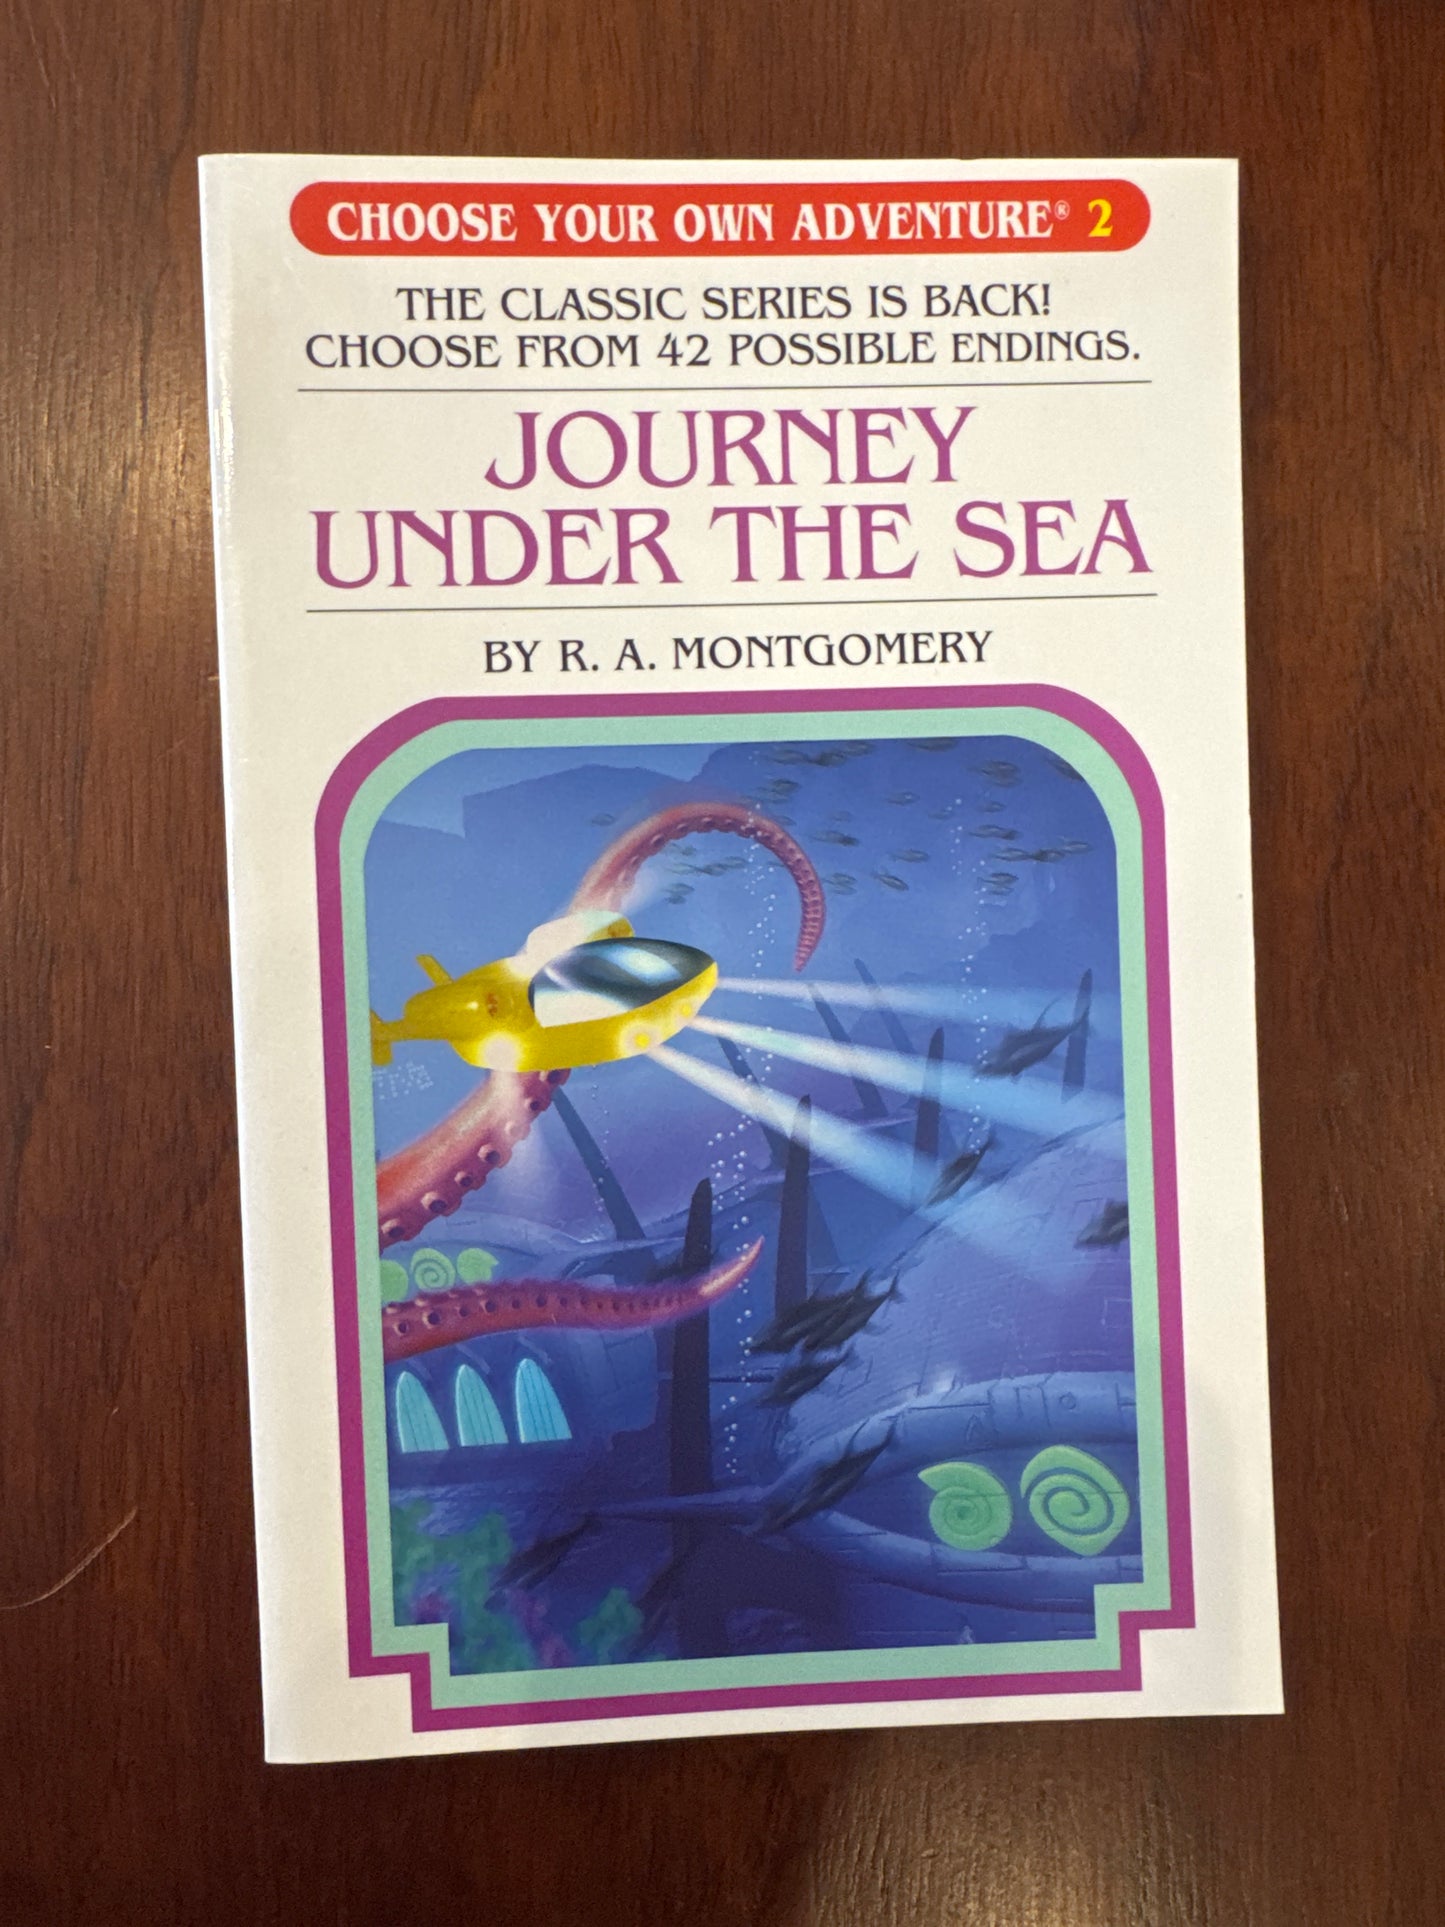 CHOOSE YOUR OWN ADVENTURE® 2
THE CLASSIC SERIES IS BACK!
CHOOSE FROM 42 POSSIBLE ENDINGS.
JOURNEY
UNDER THE SEA
BY R. A. MONTGOMERY